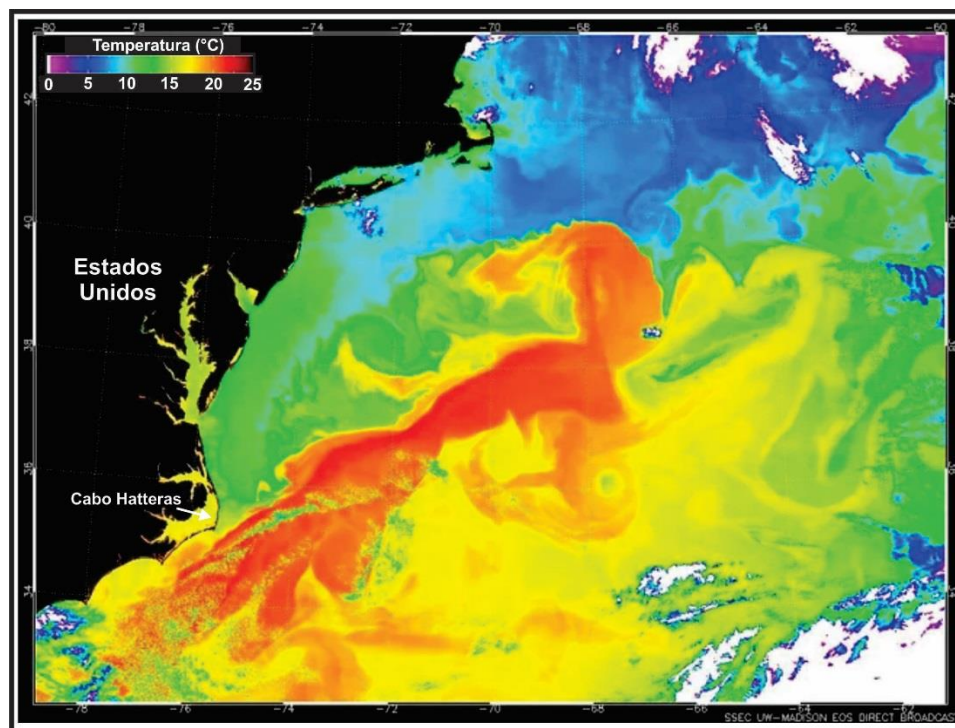 -80 -78 -76 -74 -72 -70 -68 -66 -64 -62 -60
Temperatura (°C)
0 5 10 15 20 25
42
40
Estados
Unidos
38
36
Cabo Hatteras
34
-78 -76 -74 -72 -70 -68 -66 -64 -62
SSEC UW-MADISON EOS DIRECT BROADCAS